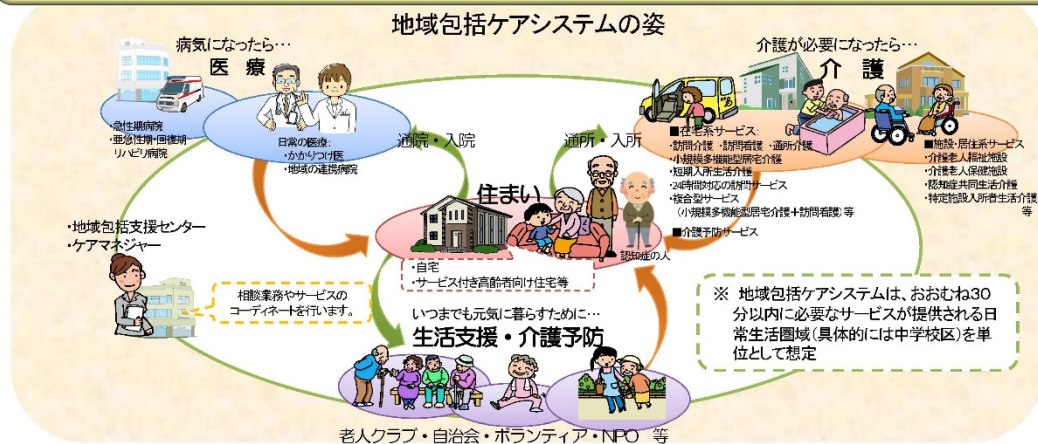 地域包括ケアシステムの姿
病気になったら…
医 療
・急性期病院
・亜急性期・回復期
リハビリ病院
日常の医療:
・かかりつけ医
・地域の連携病院
通院・入院
通所・入所
介護が必要になったら…
介 護
■在宅系サービス:
・訪問介護 ・訪問看護 ・通所介護
・小規模多機能型居宅介護
・短期入所生活介護
・24時間対応の訪問サービス
・複合型サービス
(小規模多機能型居宅介護+訪問看護)等
■介護予防サービス
■施設・居住系サービス
・介護老人福祉施設
・介護老人保健施設
・認知症共同生活介護
・特定施設入所者生活介護
等
住まい
認知症の人
・自宅
・サービス付き高齢者向け住宅等
・地域包括支援センター
・ケアマネジャー
相談業務やサービスの
コーディネートを行います。
いつまでも元気に暮らすために…
生活支援・介護予防
老人クラブ・自治会・ボランティア・NPO 等
※ 地域包括ケアシステムは、おおむね30
分以内に必要なサービスが提供される日
常生活圏域(具体的には中学校区)を単
位として想定